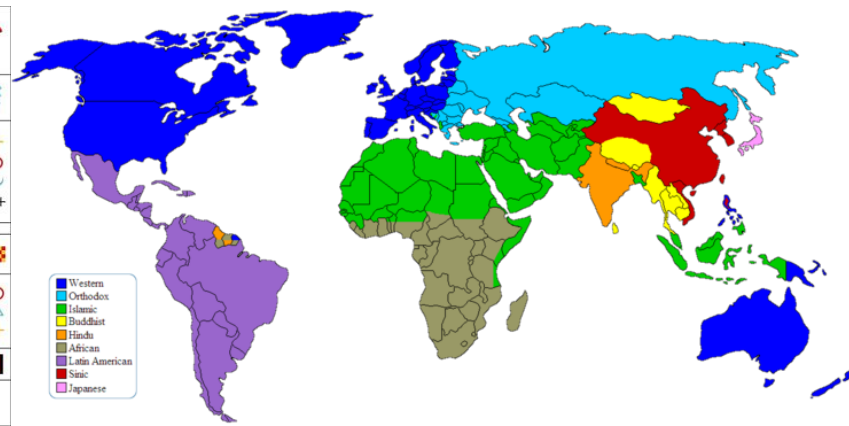 Western
Orthodox
Islamic
Buddhist
Hindu
African
Latin American
Sinic
Japanese